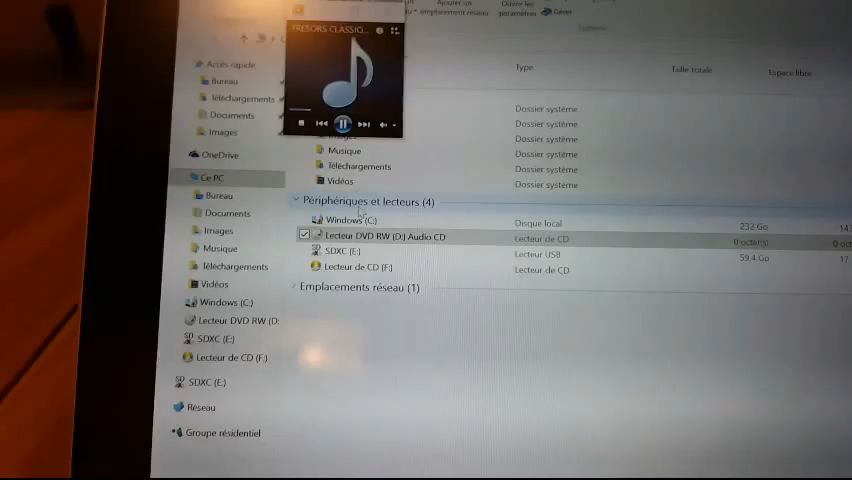 Ajouter un
emplacement réseau
Ouvrir les
paramètres
Gérer
Système
TRESORS CLASSIQ...
Type
Taille totale
Espace libre
Accès rapide
Bureau
Téléchargements
Documents
Images
OneDrive
Ce PC
Bureau
Documents
Images
Musique
Téléchargements
Vidéos
Windows (C:)
Lecteur DVD RW (D:
SDXC (E:)
Lecteur de CD (F:)
SDXC (E:)
Réseau
Groupe résidentiel
Dossier système
Dossier système
Dossier système
Musique Dossier système
Téléchargements Dossier système
Vidéos Dossier système
Périphériques et lecteurs (4)
Windows (C:) Disque local 232 Go
Lecteur DVD RW (D:) Audio CD Lecteur de CD 0 octet(s) 0 oct
SDXC (E:) Lecteur USB 59,4 Go 17
Lecteur de CD (F:) Lecteur de CD
Emplacements réseau (1)